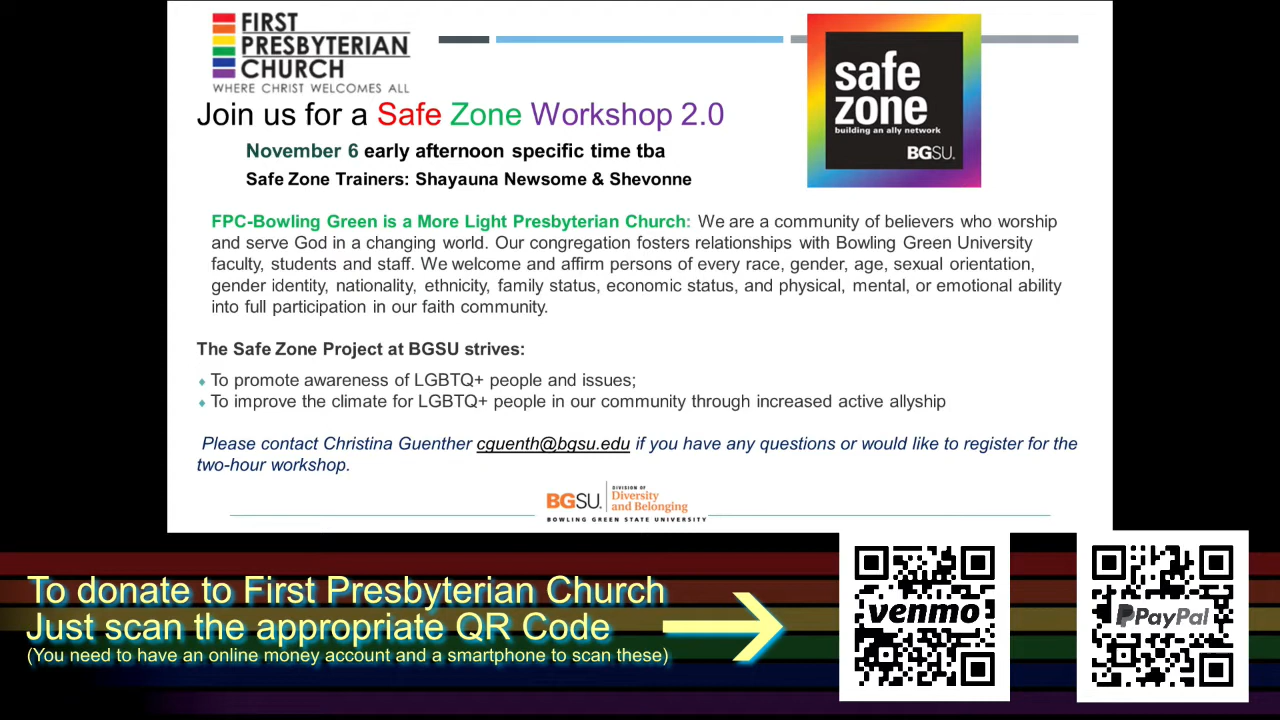 FIRST
PRESBYTERIAN
CHURCH
WHERE CHRIST WELCOMES ALL
safe
zone
building an ally network
BGSU.
Join us for a Safe Zone Workshop 2.0
November 6 early afternoon specific time tba
Safe Zone Trainers: Shayauna Newsome & Shevonne
FPC-Bowling Green is a More Light Presbyterian Church: We are a community of believers who worship
and serve God in a changing world. Our congregation fosters relationships with Bowling Green University
faculty, students and staff. We welcome and affirm persons of every race, gender, age, sexual orientation,
gender identity, nationality, ethnicity, family status, economic status, and physical, mental, or emotional ability
into full participation in our faith community.
The Safe Zone Project at BGSU strives:
To promote awareness of LGBTQ+ people and issues;
To improve the climate for LGBTQ+ people in our community through increased active allyship
Please contact Christina Guenther cguenth@bgsu.edu if you have any questions or would like to register for the
two-hour workshop.
BGSU.
DIVISION OF
Diversity
and Belonging
BOWLING GREEN STATE UNIVERSITY
To donate to First Presbyterian Church
Just scan the appropriate QR Code
(You need to have an online money account and a smartphone to scan these)
venmo
PayPal